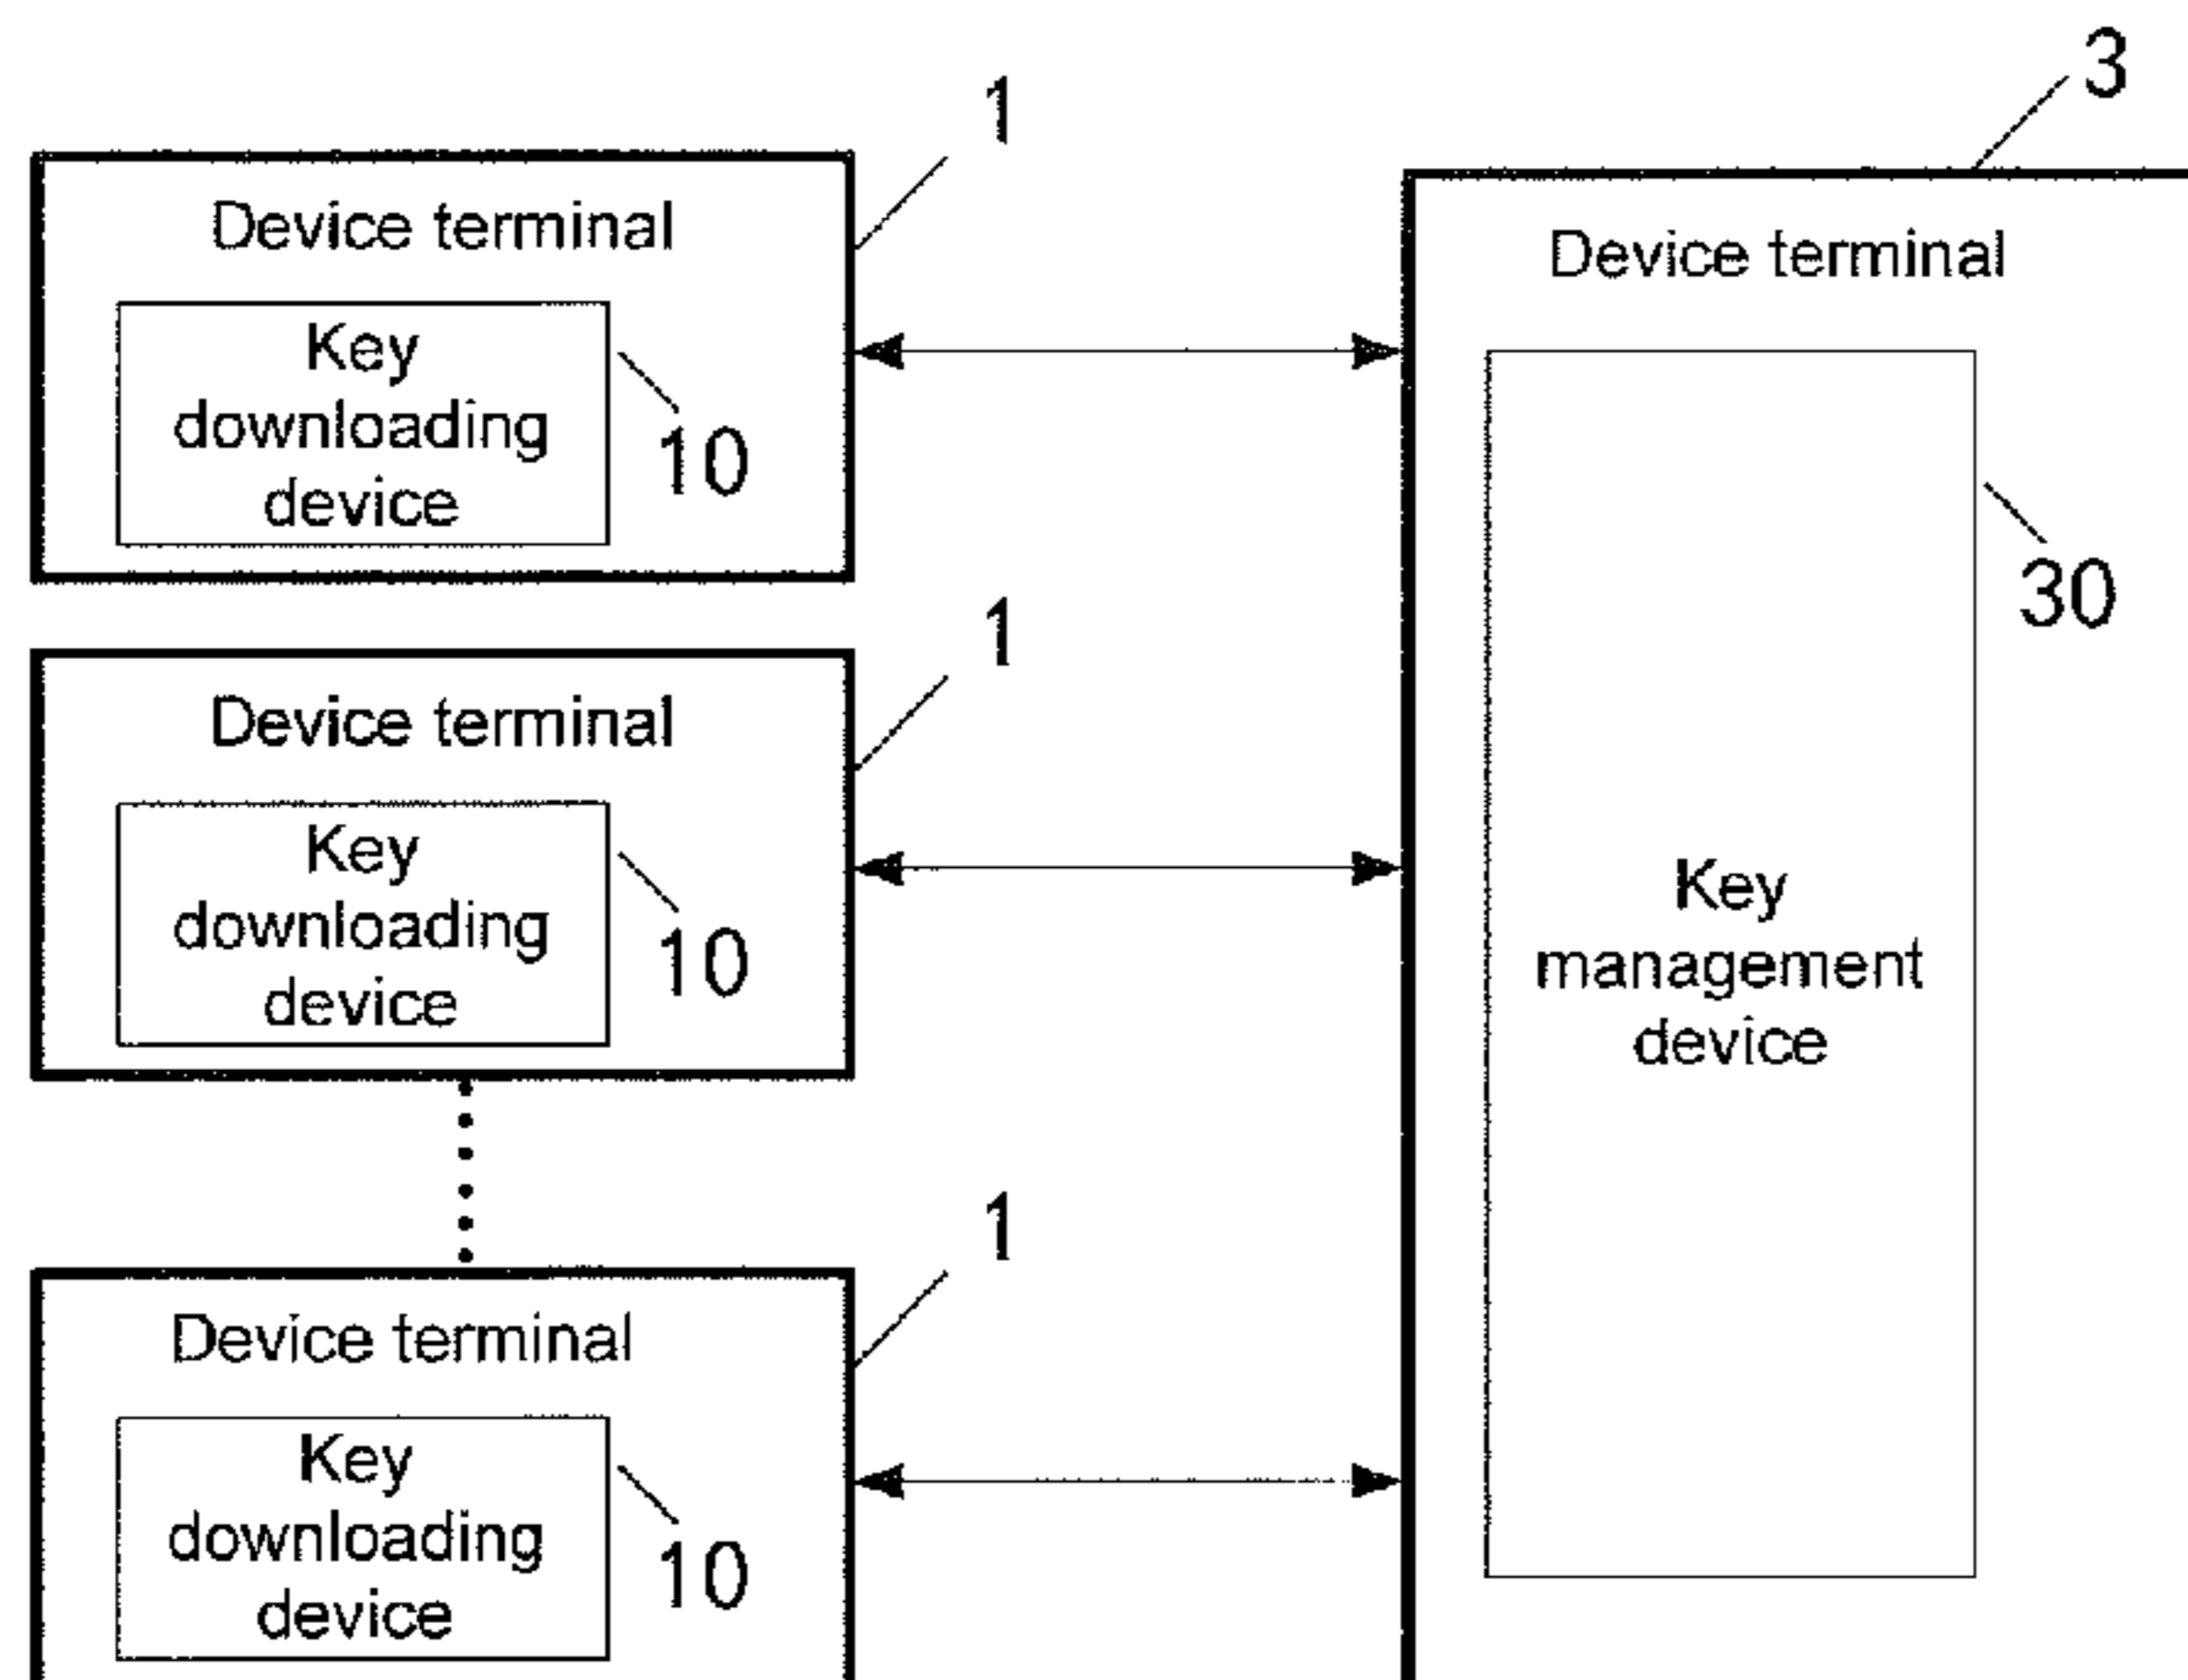 1
Device terminal
Key
downloading
device
10
1
Device terminal
Key
downloading
device
10
1
Device terminal
Key
downloading
device
10
3
Device terminal
30
Key
management
device